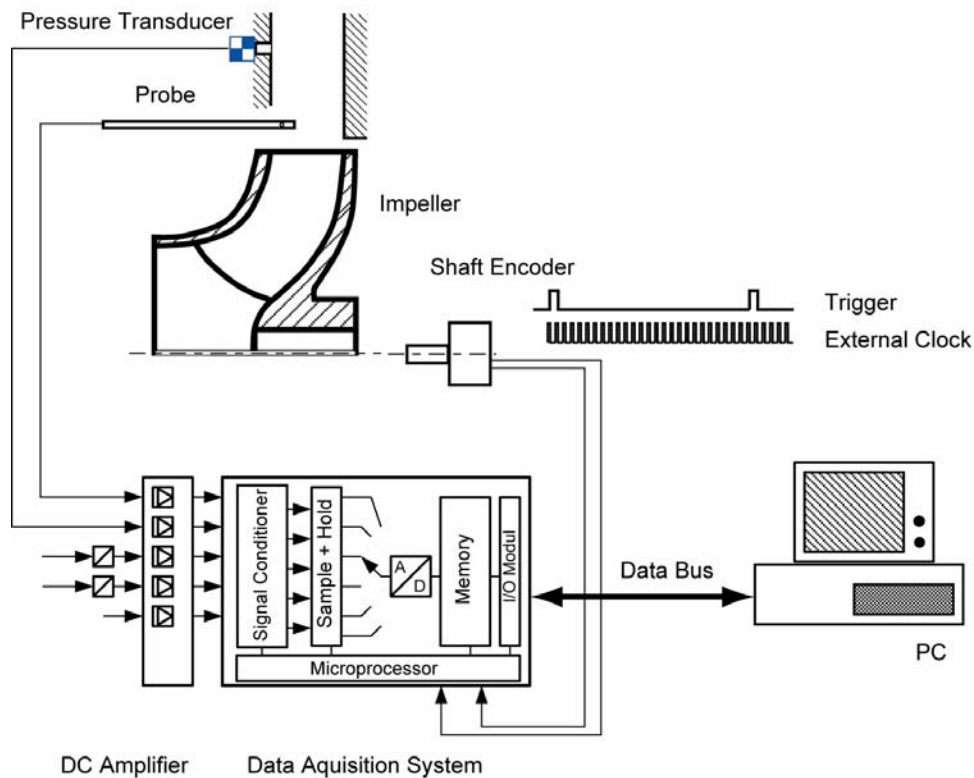 Pressure Transducer
Probe
Impeller
Shaft Encoder
Trigger
External Clock
Signal Conditioner
Sample + Hold
A
D
Memory
I/O Modul
Microprocessor
Data Bus
PC
DC Amplifier
Data Aquisition System